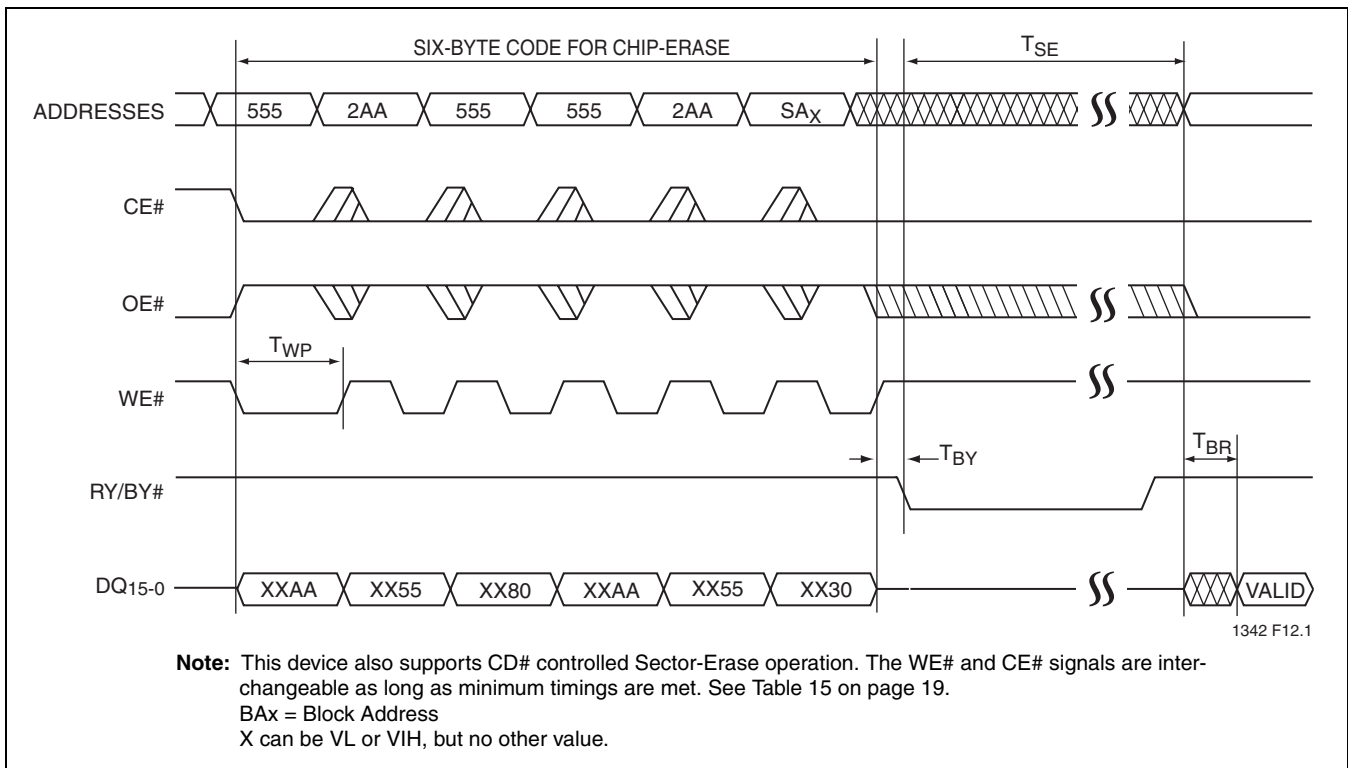 SIX-BYTE CODE FOR CHIP-ERASE TSE
ADDRESSES 555 2AA 555 555 2AA SAX
CE#
OE#
TWP
WE#
TBY TBR
RY/BY#
DQ15-0 XXAA XX55 XX80 XXAA XX55 XX30 VALID
1342 F12.1
Note: This device also supports CD# controlled Sector-Erase operation. The WE# and CE# signals are inter-
changeable as long as minimum timings are met. See Table 15 on page 19.
BAx = Block Address
X can be VL or VIH, but no other value.